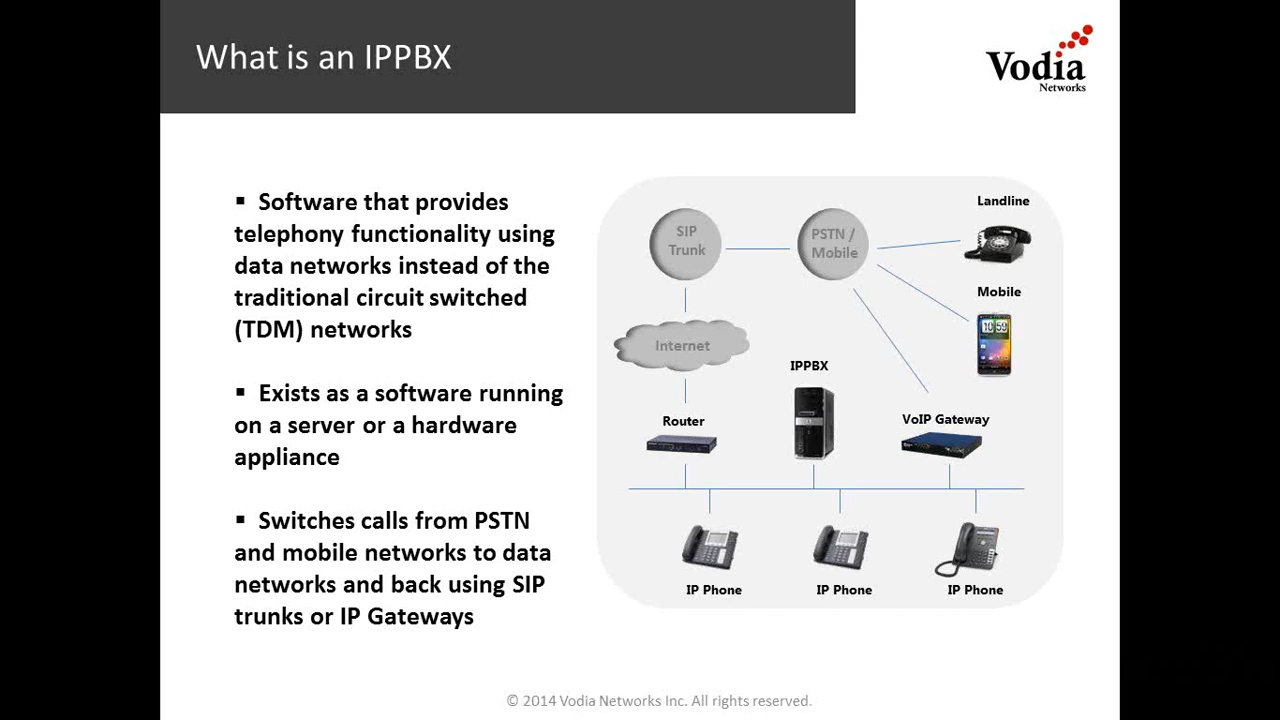 What is an IPPBX
Vodia
Networks
▪ Software that provides
telephony functionality using
data networks instead of the
traditional circuit switched
(TDM) networks
▪ Exists as a software running
on a server or a hardware
appliance
▪ Switches calls from PSTN
and mobile networks to data
networks and back using SIP
trunks or IP Gateways
Landline
SIP
Trunk
PSTN /
Mobile
Mobile
10 59
Internet
IPPBX
Router
VoIP Gateway
IP Phone
IP Phone
IP Phone
© 2014 Vodia Networks Inc. All rights reserved.